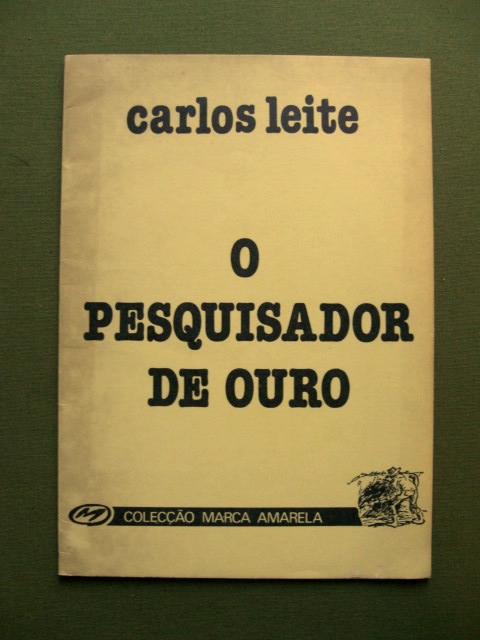 carlos leite
O
PESQUISADOR
DE OURO
M COLECÇÃO MARCA AMARELA